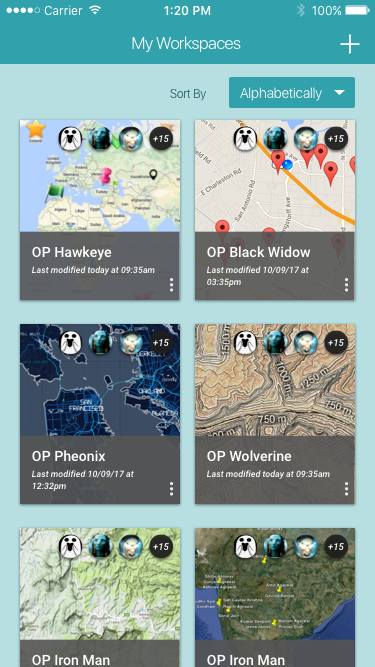 Carrier 1:20 PM 100%
My Workspaces
Sort By Alphabetically
+15
+15
OP Hawkeye
Last modified today at 09:35am
OP Black Widow
Last modified 10/09/17 at
03:35pm
E Charleston Rd
San Antonio Rd
+15
+15
SAN
FRANCISCO
OAKLAND
1500 m
1000 m
1250 m
750 m
750 m
OP Pheonix
Last modified 10/09/17 at
12:32pm
OP Wolverine
Last modified today at 09:35am
+15
+15
OP Iron Man
OP Iron Man